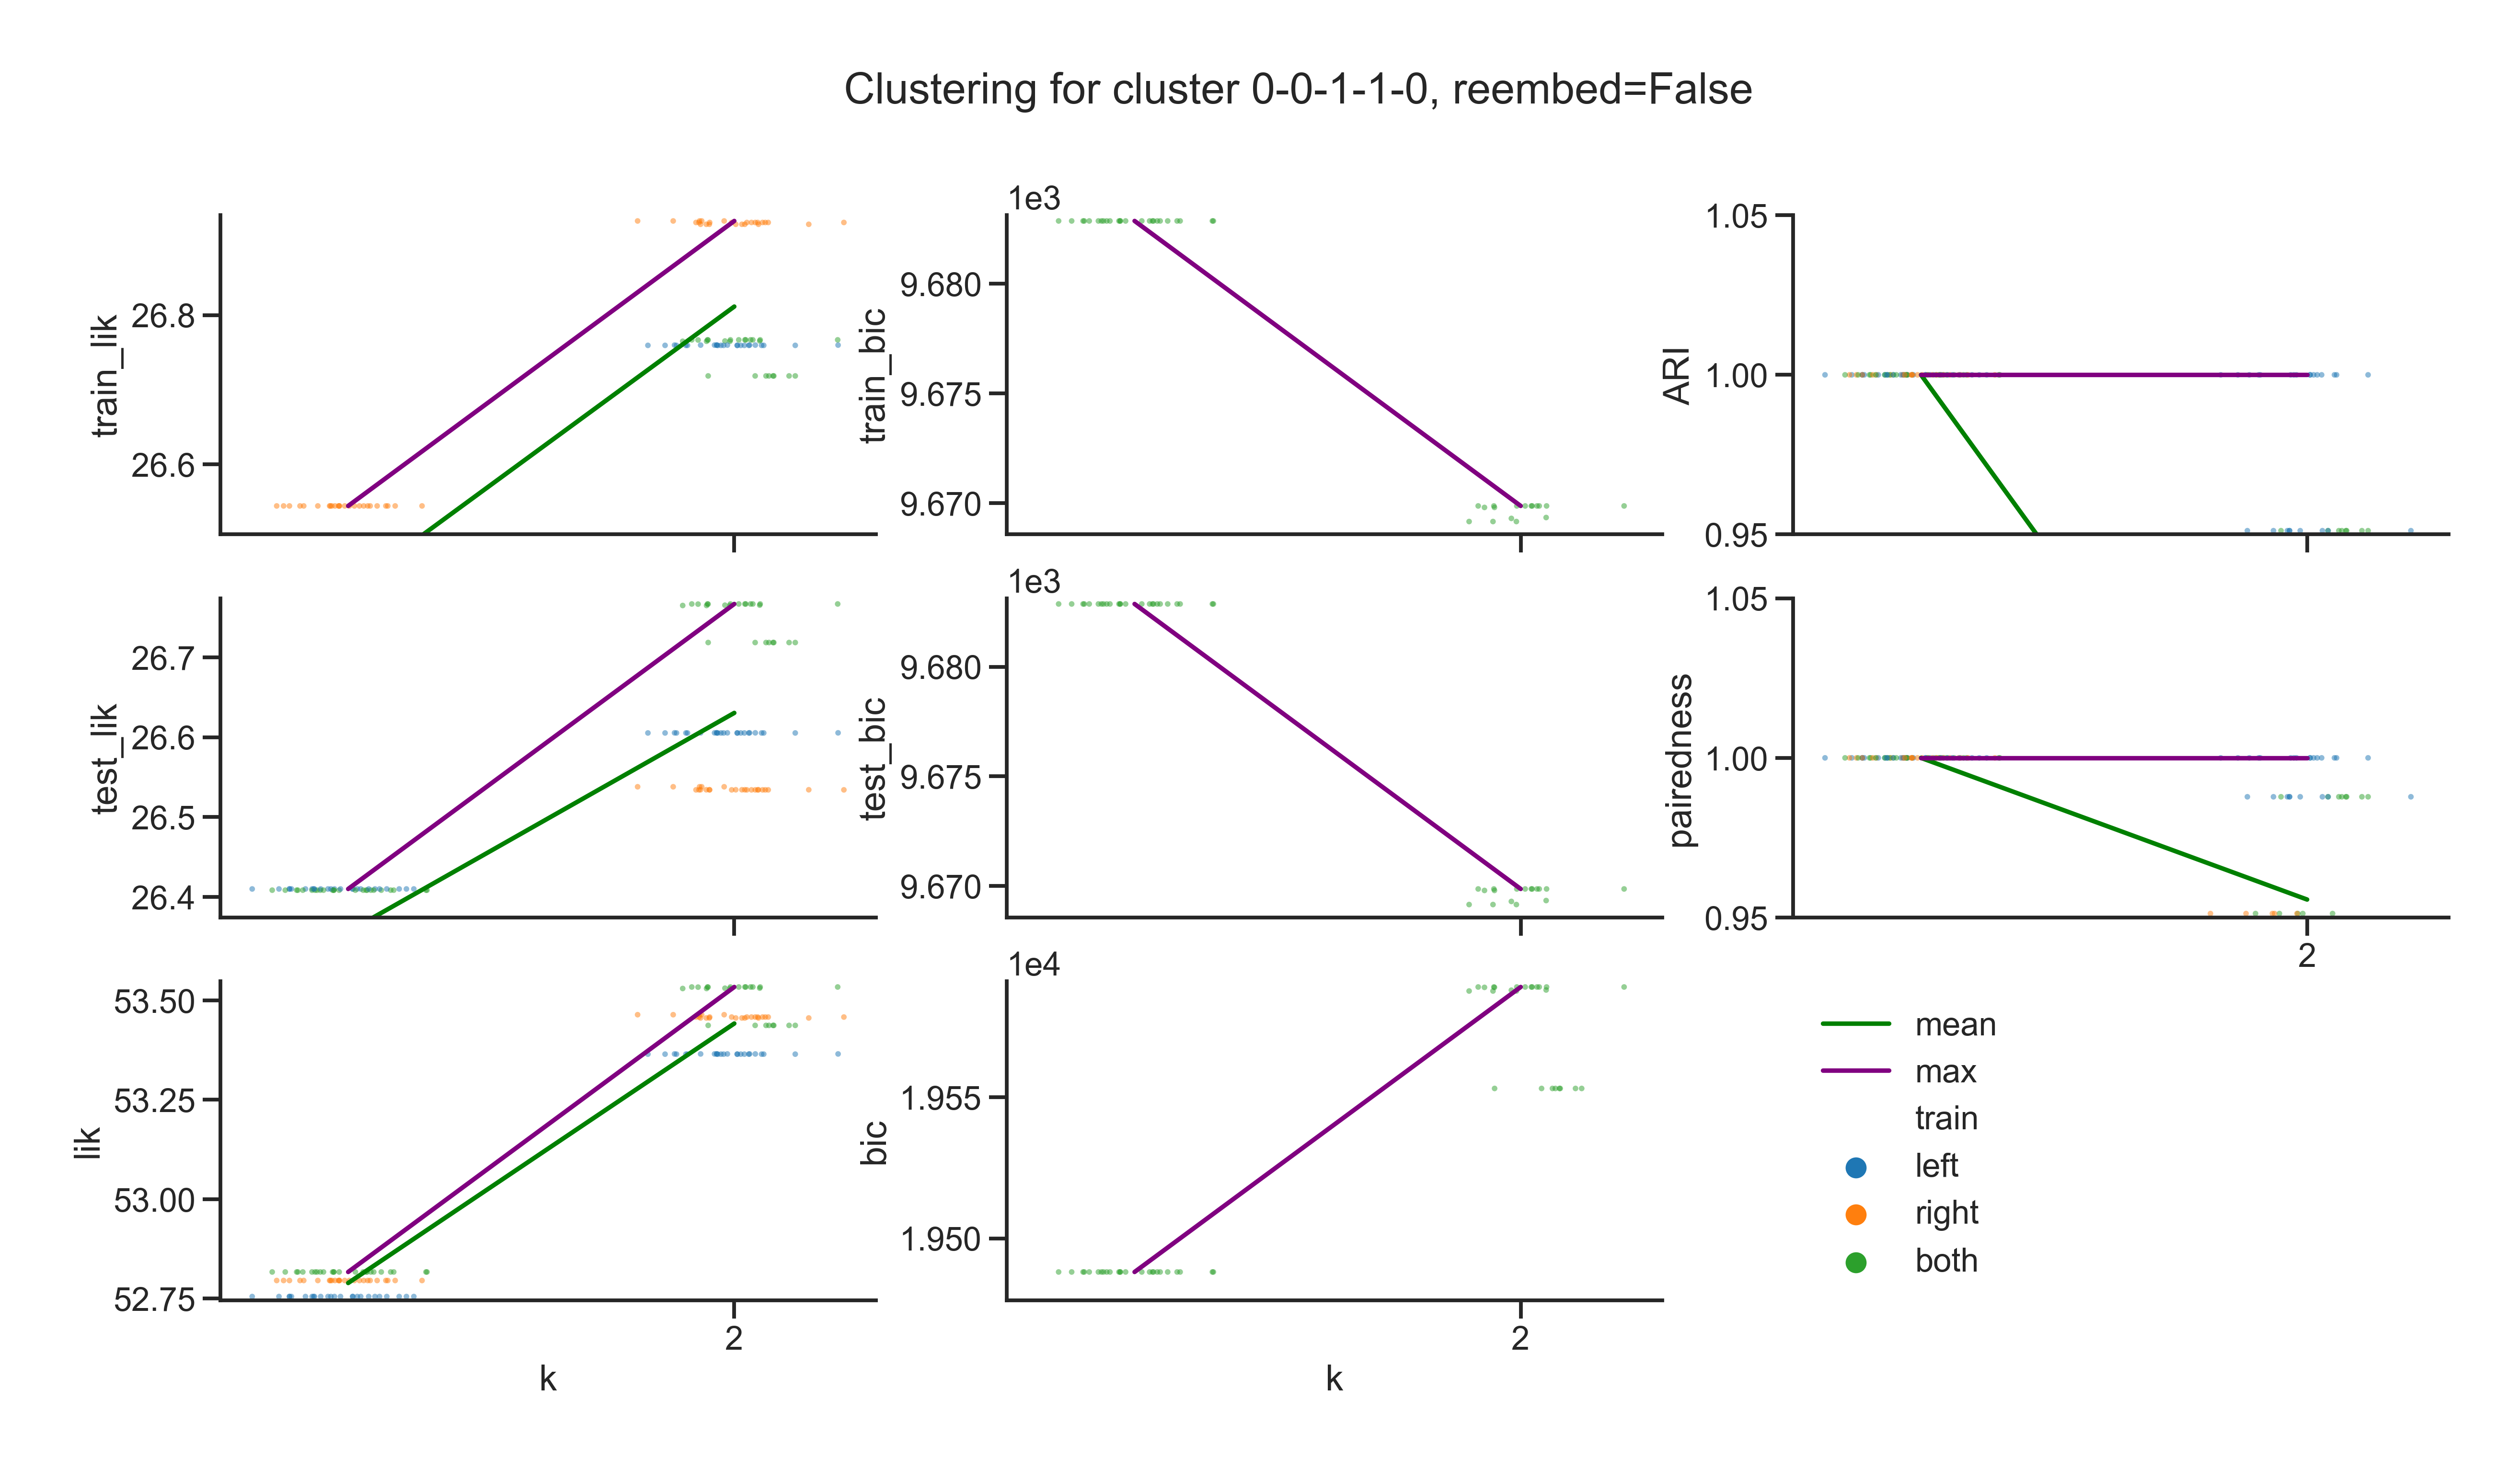 Clustering for cluster 0-0-1-1-0, reembed=False
train_lik
26.8
26.6
1e3
train_bic
9.680
9.675
9.670
ARI
1.05
1.00
0.95
test_lik
26.7
26.6
26.5
26.4
1e3
test_bic
9.680
9.675
9.670
pairedness
1.05
1.00
0.95
2
lik
53.50
53.25
53.00
52.75
2
k
1e4
bic
1.955
1.950
2
k
mean
max
train
left
right
both